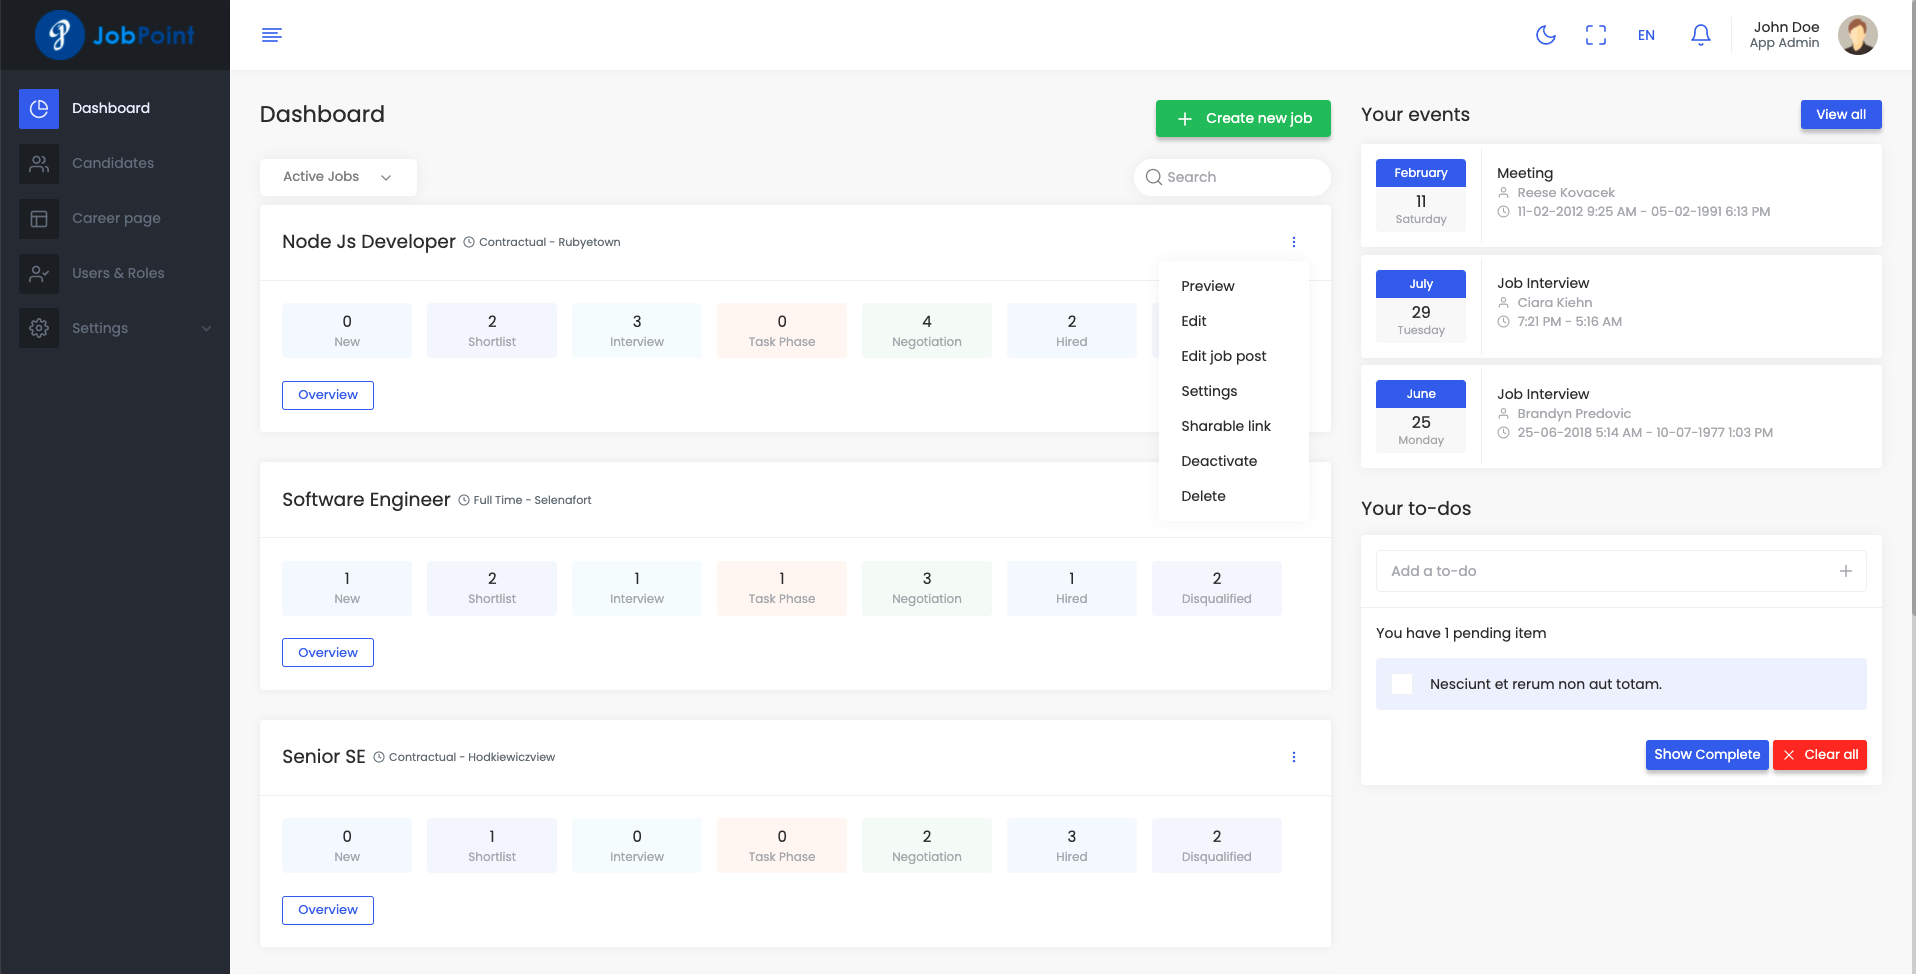 JobPoint
EN
John Doe
App Admin
Dashboard
Candidates
Career page
Users & Roles
Settings
Dashboard
Create new job
Active Jobs
Search
Node Js Developer Contractual - Rubyetown
0
New
2
Shortlist
3
Interview
0
Task Phase
4
Negotiation
2
Hired
Overview
Preview
Edit
Edit job post
Settings
Sharable link
Deactivate
Delete
Software Engineer Full Time - Selenafort
1
New
2
Shortlist
1
Interview
1
Task Phase
3
Negotiation
1
Hired
2
Disqualified
Overview
Senior SE Contractual - Hodkiewiczview
0
New
1
Shortlist
0
Interview
0
Task Phase
2
Negotiation
3
Hired
2
Disqualified
Overview
Your events
View all
February
11
Saturday
Meeting
Reese Kovacek
11-02-2012 9:25 AM - 05-02-1991 6:13 PM
July
29
Tuesday
Job Interview
Ciara Kiehn
7:21 PM - 5:16 AM
June
25
Monday
Job Interview
Brandyn Predovic
25-06-2018 5:14 AM - 10-07-1977 1:03 PM
Your to-dos
Add a to-do
You have 1 pending item
Nesciunt et rerum non aut totam.
Show Complete
Clear all